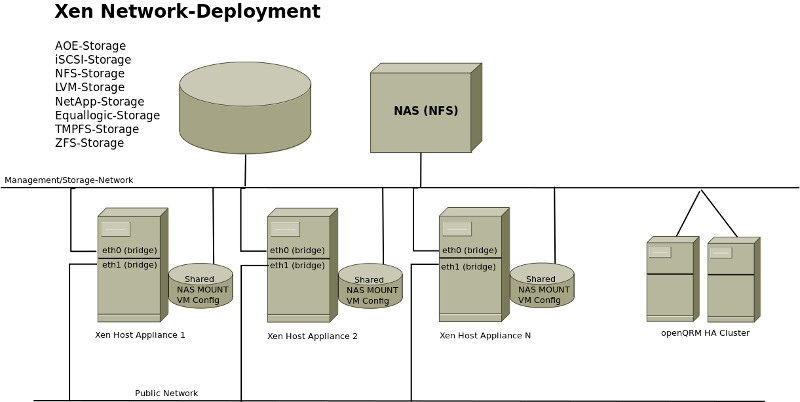 Xen Network-Deployment
AOE-Storage
iSCSI-Storage
NFS-Storage
LVM-Storage
NetApp-Storage
Equallogic-Storage
TMPFS-Storage
ZFS-Storage
NAS (NFS)
Management/Storage-Network
eth0 (bridge)
eth1 (bridge)
Shared
NAS MOUNT
VM Config
Xen Host Appliance 1
eth0 (bridge)
eth1 (bridge)
Shared
NAS MOUNT
VM Config
Xen Host Appliance 2
eth0 (bridge)
eth1 (bridge)
Shared
NAS MOUNT
VM Config
Xen Host Appliance N
openQRM HA Cluster
Public Network